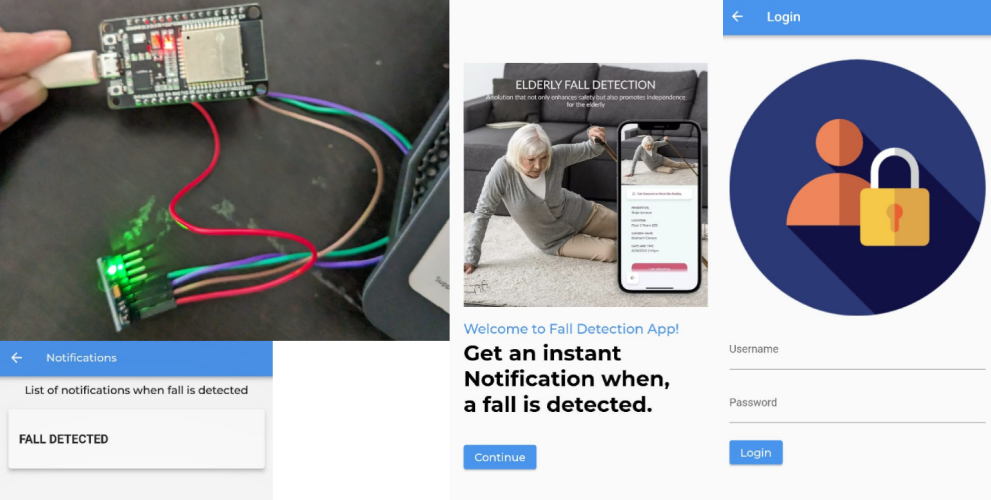 Notifications
List of notifications when fall is detected
FALL DETECTED
ELDERLY FALL DETECTION
A solution that not only enhances safety but also promotes independence
for the elderly
Welcome to Fall Detection App!
Get an instant
Notification when,
a fall is detected.
Continue
Login
Username
Password
Login